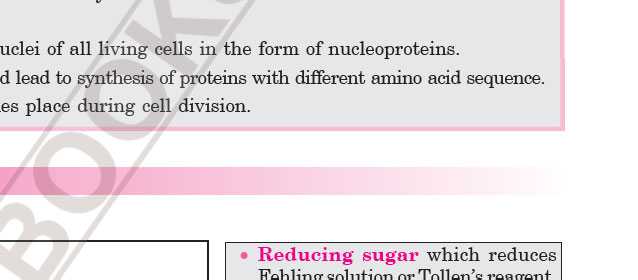 uclei of all living cells in the form of nucleoproteins.
d lead to synthesis of proteins with different amino acid sequence.
es place during cell division.
BOOK
• Reducing sugar which reduces
Fehling solution or Tollen's reagent